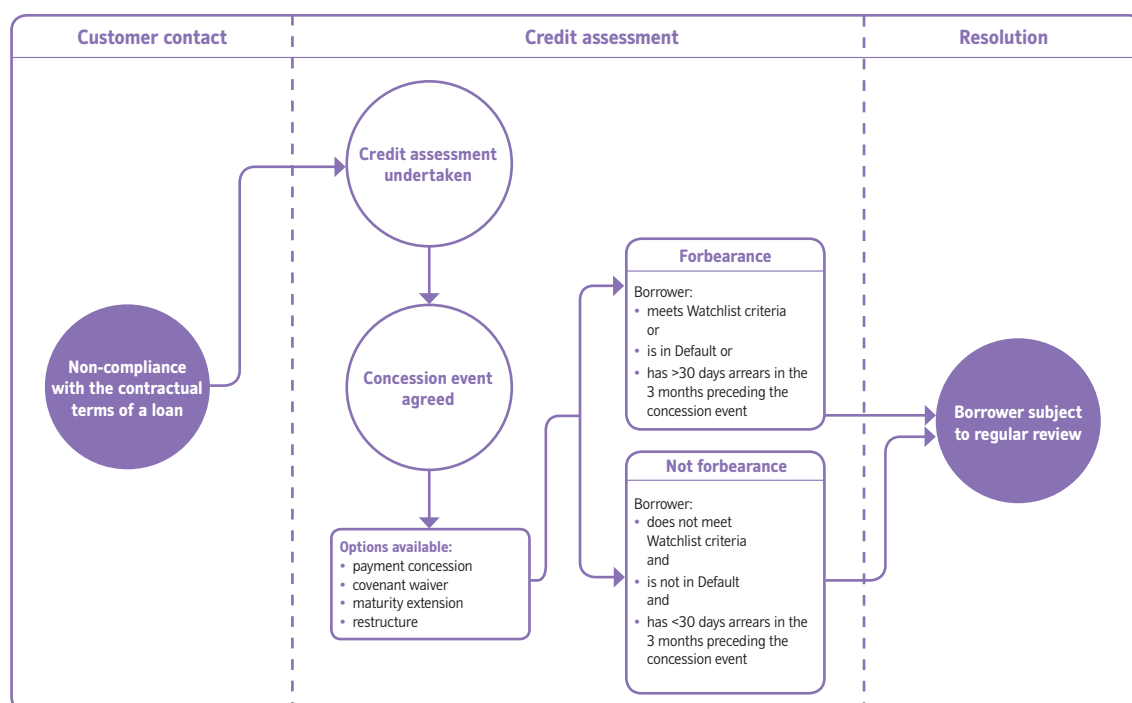 Customer contact
Credit assessment
Resolution
Non-compliance
with the contractual
terms of a loan
Credit assessment
undertaken
Concession event
agreed
Options available:
• payment concession
• covenant waiver
• maturity extension
• restructure
Forbearance
Borrower:
• meets Watchlist criteria
or
• is in Default or
• has >30 days arrears in the
3 months preceding the
concession event
Not forbearance
Borrower:
• does not meet
Watchlist criteria
and
• is not in Default
and
• has <30 days arrears in the
3 months preceding the
concession event
Borrower subject
to regular review